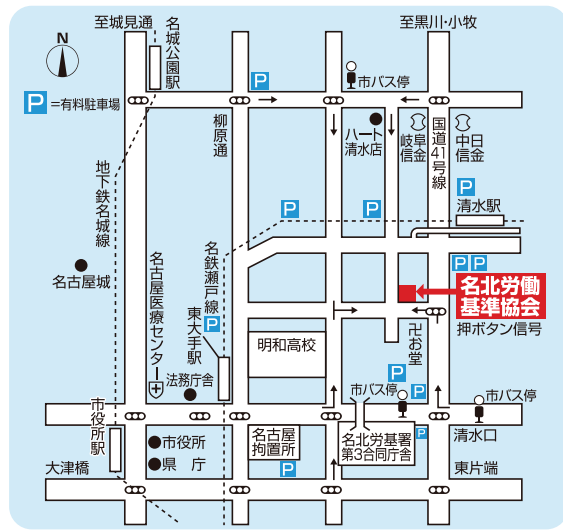 至城見通
名城公園駅
至黒川・小牧
N
P
市バス停
P
=有料駐車場
柳原通
ハート
清水店
岐阜
信金
国道41号線
中日
信金
地下鉄名城線
P
清水駅
P
P
名古屋城
名古屋医療センター
名鉄瀬戸線
P
P
名北労働
基準協会
P
東大手駅
押ボタン信号
明和高校
卍お堂
法務庁舎
P
市バス停
P
市バス停
市役所駅
市役所
名古屋
拘置所
名北労基署
第3合同庁舎
P
清水口
県 庁
P
大津橋
東片端